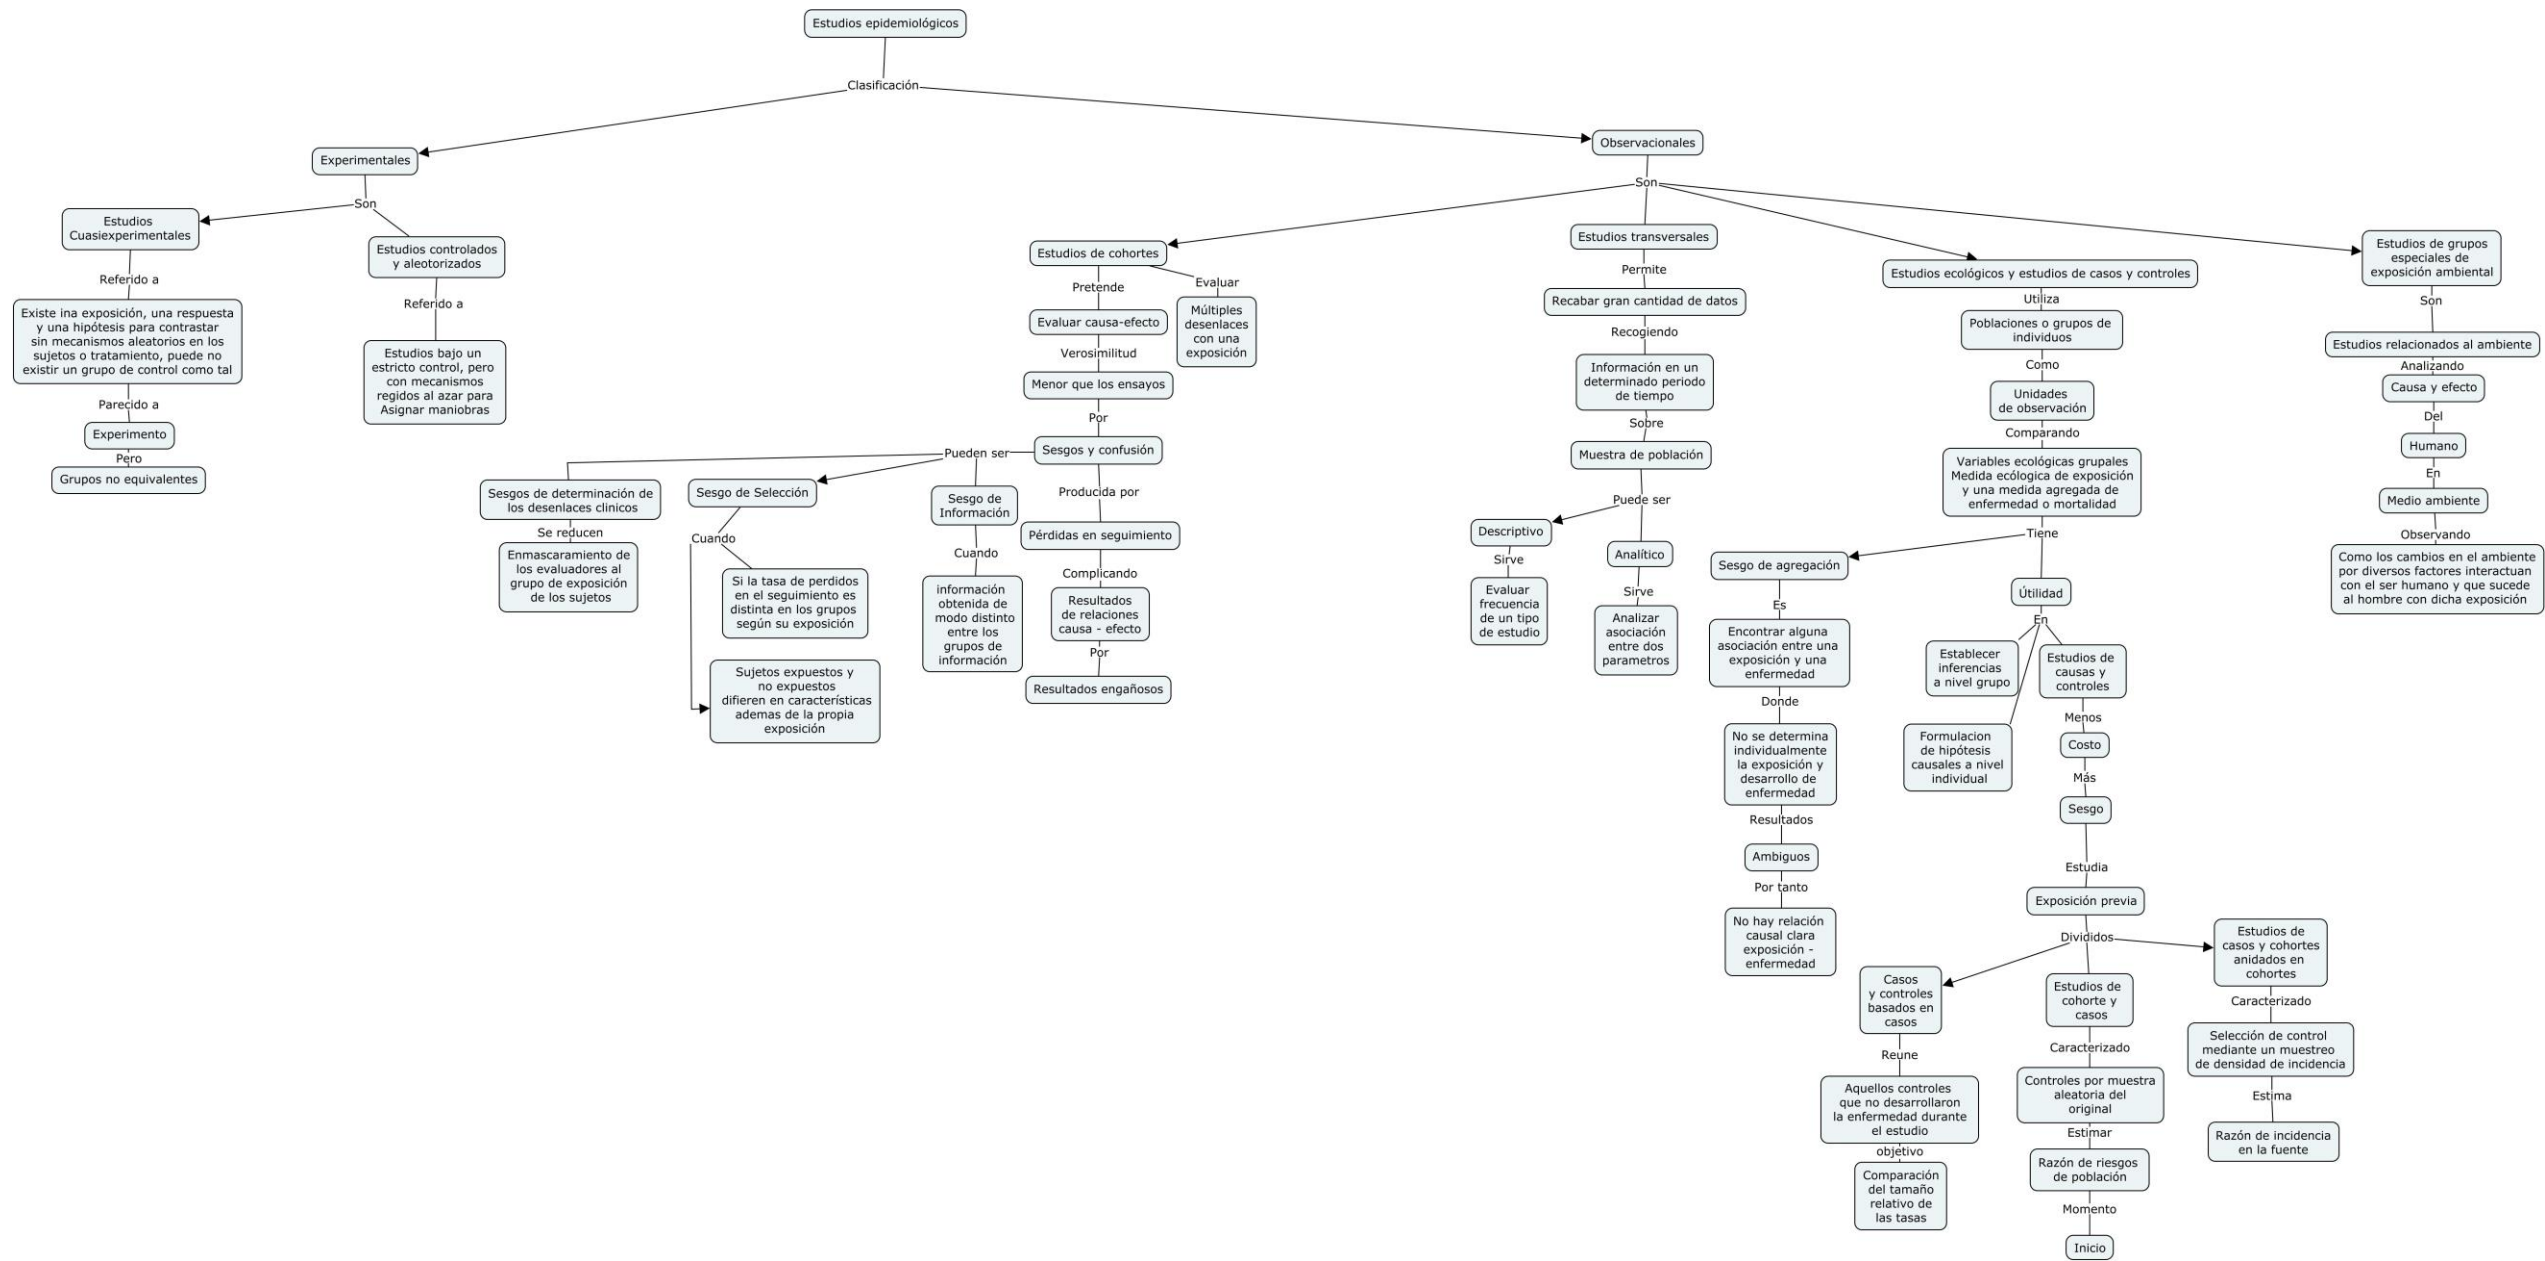 Estudios epidemiológicos
Clasificación
Experimentales
Son
Estudios
Cuasiexperimentales
Referido a
Existe ina exposición, una respuesta
y una hipótesis para contrastar
sin mecanismos aleatorios en los
sujetos o tratamiento, puede no
existir un grupo de control como tal
Parecido a
Experimento
Pero
Grupos no equivalentes
Estudios controlados
y aleotorizados
Referido a
Estudios bajo un
estricto control, pero
con mecanismos
regidos al azar para
Asignar maniobras
Observacionales
Son
Estudios de cohortes
Pretende
Evaluar causa-efecto
Verosimilitud
Menor que los ensayos
Por
Sesgos y confusión
Evaluar
Múltiples
desenlaces
con una
exposición
Pueden ser
Sesgos de determinación de
los desenlaces clinicos
Se reducen
Enmascaramiento de
los evaluadores al
grupo de exposición
de los sujetos
Sesgo de Selección
Cuando
Si la tasa de perdidos
en el seguimiento es
distinta en los grupos
según su exposición
Sujetos expuestos y
no expuestos
difieren en características
ademas de la propia
exposición
Sesgo de
Información
Cuando
información
obtenida de
modo distinto
entre los
grupos de
información
Producida por
Pérdidas en seguimiento
Complicando
Resultados
de relaciones
causa - efecto
Por
Resultados engañosos
Estudios transversales
Permite
Recabar gran cantidad de datos
Recogiendo
Información en un
determinado periodo
de tiempo
Sobre
Muestra de población
Puede ser
Descriptivo
Sirve
Evaluar
frecuencia
de un tipo
de estudio
Analítico
Sirve
Analizar
asociación
entre dos
parametros
Estudios ecológicos y estudios de casos y controles
Utiliza
Poblaciones o grupos de
individuos
Como
Unidades
de observación
Comparando
Variables ecológicas grupales
Medida ecólogica de exposición
y una medida agregada de
enfermedad o mortalidad
Tiene
Sesgo de agregación
Es
Encontrar alguna
asociación entre una
exposición y una
enfermedad
Donde
No se determina
individualmente
la exposición y
desarrollo de
enfermedad
Resultados
Ambiguos
Por tanto
No hay relación
causal clara
exposición -
enfermedad
Útilidad
En
Establecer
inferencias
a nivel grupo
Formulacion
de hipótesis
causales a nivel
individual
Estudios de
causas y
controles
Menos
Costo
Más
Sesgo
Estudia
Exposición previa
Divididos
Casos
y controles
basados en
casos
Reune
Aquellos controles
que no desarrollaron
la enfermedad durante
el estudio
objetivo
Comparación
del tamaño
relativo de
las tasas
Estudios de
cohorte y
casos
Caracterizado
Controles por muestra
aleatoria del
original
Estimar
Razón de riesgos
de población
Momento
Inicio
Estudios de
casos y cohortes
anidados en
cohortes
Caracterizado
Selección de control
mediante un muestreo
de densidad de incidencia
Estima
Razón de incidencia
en la fuente
Estudios de grupos
especiales de
exposición ambiental
Son
Estudios relacionados al ambiente
Analizando
Causa y efecto
Del
Humano
En
Medio ambiente
Observando
Como los cambios en el ambiente
por diversos factores interactuan
con el ser humano y que sucede
al hombre con dicha exposición